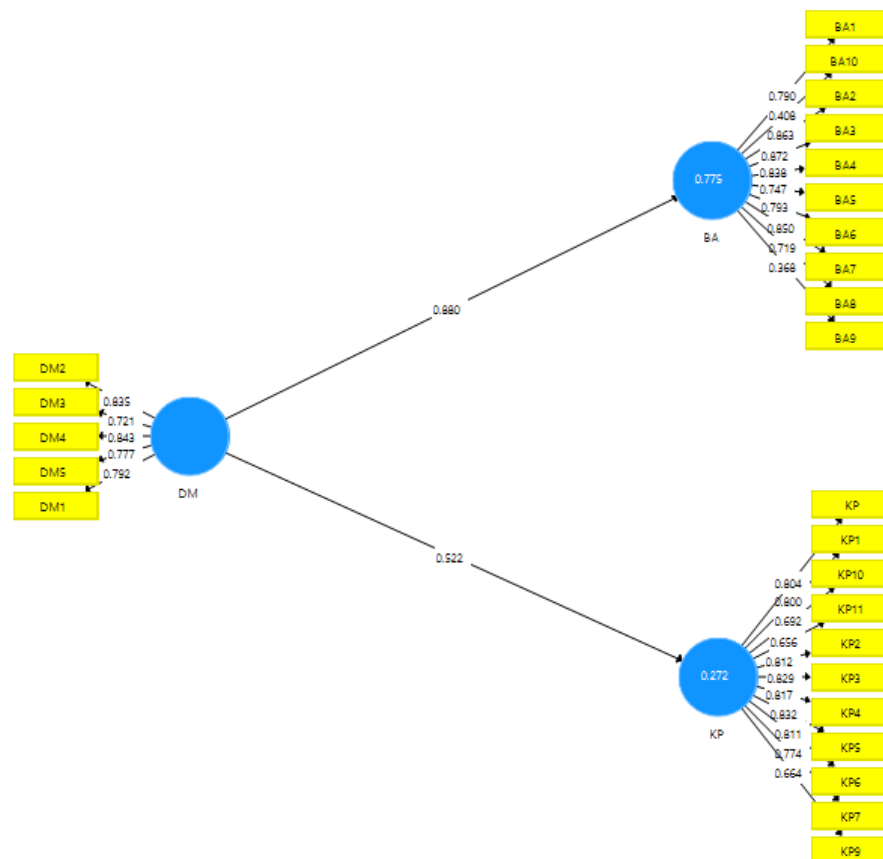 BA1
BA10
BA2
BA3
BA4
BA5
BA6
BA7
BA8
BA9
0.790
0.408
0.863
0.872
0.838
0.747
0.793
0.850
0.719
0.368
0.775
BA
0.880
DM2
DM3
DM4
DM5
DM1
0.835
0.721
0.843
0.777
0.792
DM
0.522
KP
KP1
KP10
KP11
KP2
KP3
KP4
KP5
KP6
KP7
KP9
0.804
0.800
0.692
0.656
0.812
0.829
0.817
0.832
0.811
0.774
0.664
0.272
KP